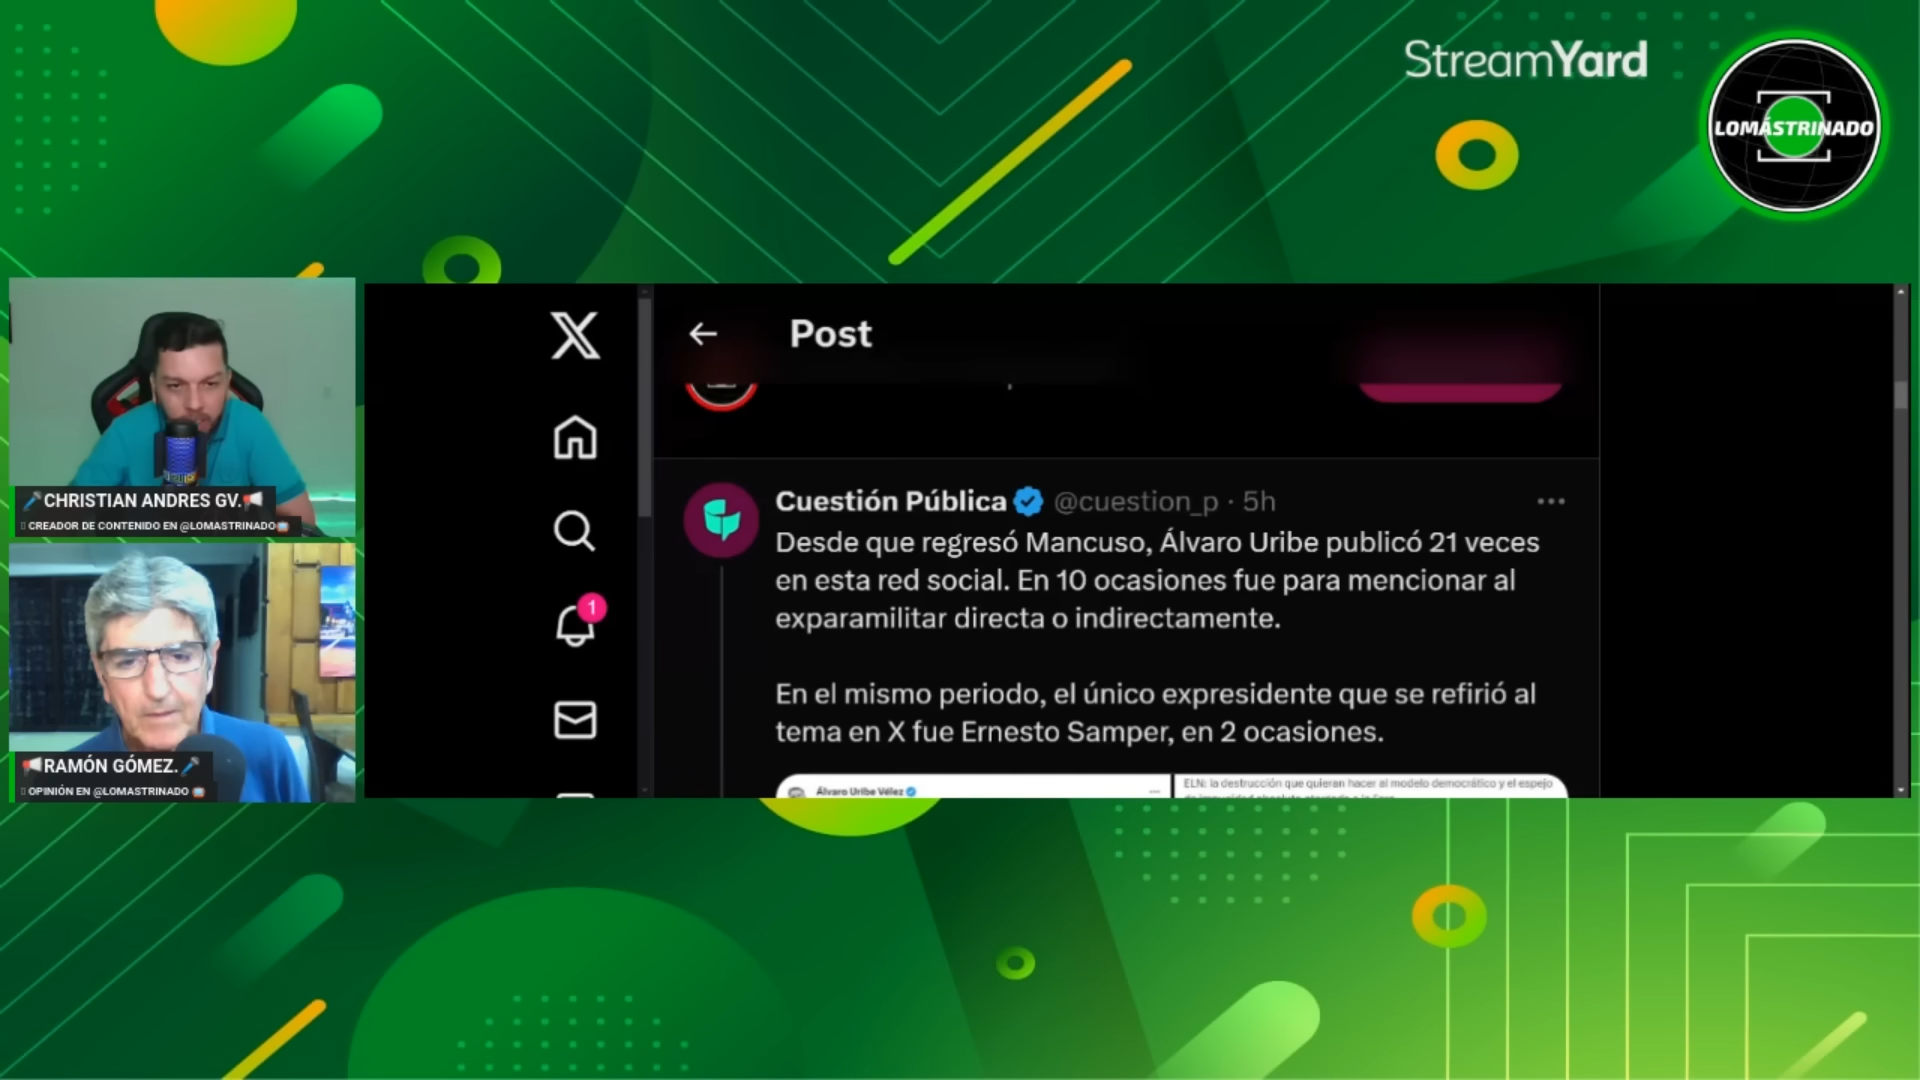 StreamYard
LOMÁSTRINADO
CHRISTIAN ANDRES GV.
CREADOR DE CONTENIDO EN @LOMASTRINADO
RAMÓN GÓMEZ.
OPINIÓN EN @LOMASTRINADO
1
Post
Cuestión Pública @cuestion_p · 5h
Desde que regresó Mancuso, Álvaro Uribe publicó 21 veces
en esta red social. En 10 ocasiones fue para mencionar al
exparamilitar directa o indirectamente.
En el mismo periodo, el único expresidente que se refirió al
tema en X fue Ernesto Samper, en 2 ocasiones.
Álvaro Uribe Vélez
ELN: la destrucción que quieran hacer al modelo democrático y el espejo